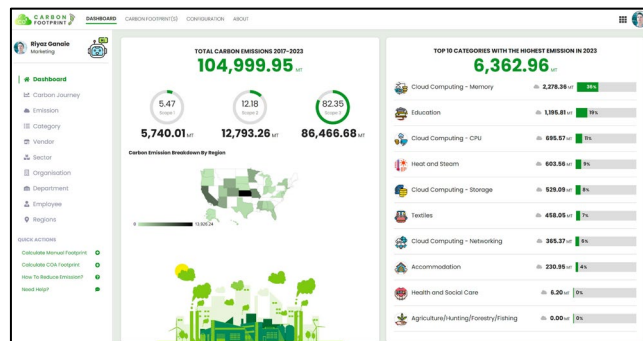 CARBON FOOTPRINT
DASHBOARD CARBON FOOTPRINT(S) CONFIGURATION ABOUT
Riyaz Ganaie
Marketing
Dashboard
Carbon Journey
Emission
Category
Vendor
Sector
Organisation
Department
Employee
Regions
QUICK ACTIONS
Calculate Manual Footprint
Calculate COA Footprint
How To Reduce Emission?
Need Help?
TOTAL CARBON EMISSIONS 2017-2023
104,999.95 MT
5.47 Scope 1
12.18 Scope 2
82.35 Scope 3
5,740.01 MT 12,793.26 MT 86,466.68 MT
Carbon Emission Breakdown By Region
TOP 10 CATEGORIES WITH THE HIGHEST EMISSION IN 2023
6,362.96 MT
Cloud Computing - Memory 2,278.36 MT 36%
Education 1,195.81 MT 19%
Cloud Computing - CPU 695.57 MT 11%
Heat and Steam 603.56 MT 9%
Cloud Computing - Storage 529.09 MT 8%
Textiles 458.05 MT 7%
Cloud Computing - Networking 365.37 MT 6%
Accommodation 230.95 MT 4%
Health and Social Care 6.20 MT 0%
Agriculture/Hunting/Forestry/Fishing 0.00 MT 0%